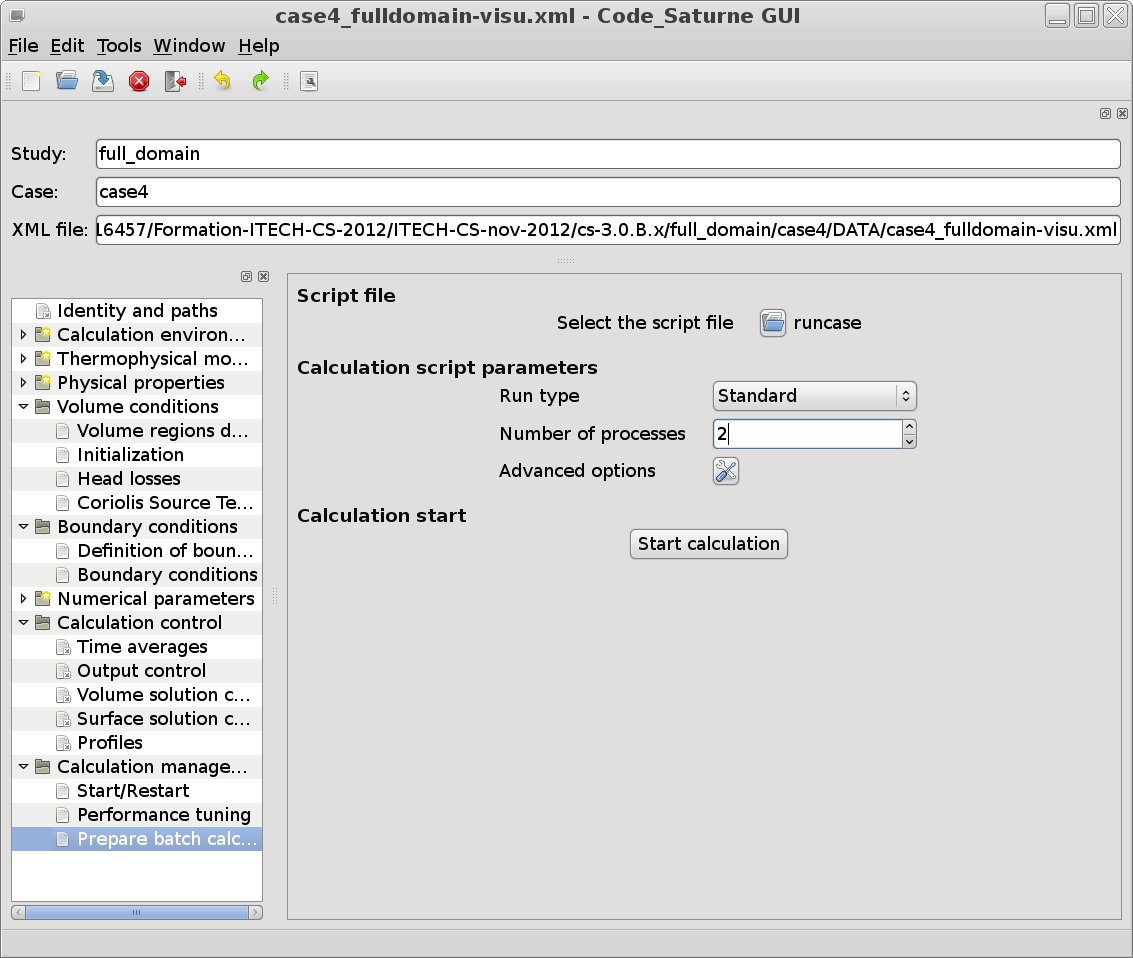 case4_fulldomain-visu.xml - Code_Saturne GUI
File Edit Tools Window Help
Study: full_domain
Case: case4
XML file: 16457/Formation-ITECH-CS-2012/ITECH-CS-nov-2012/cs-3.0.B.x/full_domain/case4/DATA/case4_fulldomain-visu.xml
Identity and paths
Calculation environ...
Thermophysical mo...
Physical properties
Volume conditions
Volume regions d...
Initialization
Head losses
Coriolis Source Te...
Boundary conditions
Definition of boun...
Boundary conditions
Numerical parameters
Calculation control
Time averages
Output control
Volume solution c...
Surface solution c...
Profiles
Calculation manage...
Start/Restart
Performance tuning
Prepare batch calc...
Script file
Select the script file runcase
Calculation script parameters
Run type Standard
Number of processes 2
Advanced options
Calculation start
Start calculation